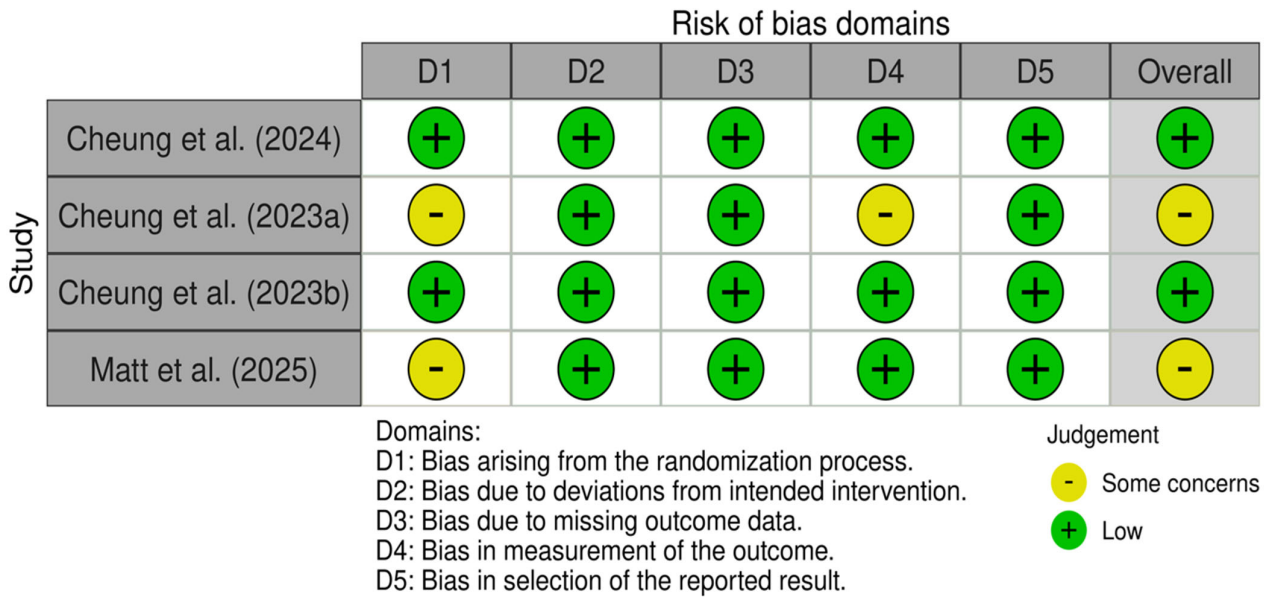 Risk of bias domains
D1 D2 D3 D4 D5 Overall
Study
Cheung et al. (2024) + + + + + +
Cheung et al. (2023a) - + + - + -
Cheung et al. (2023b) + + + + + +
Matt et al. (2025) - + + + + -
Domains:
D1: Bias arising from the randomization process.
D2: Bias due to deviations from intended intervention.
D3: Bias due to missing outcome data.
D4: Bias in measurement of the outcome.
D5: Bias in selection of the reported result.
Judgement
- Some concerns
+ Low